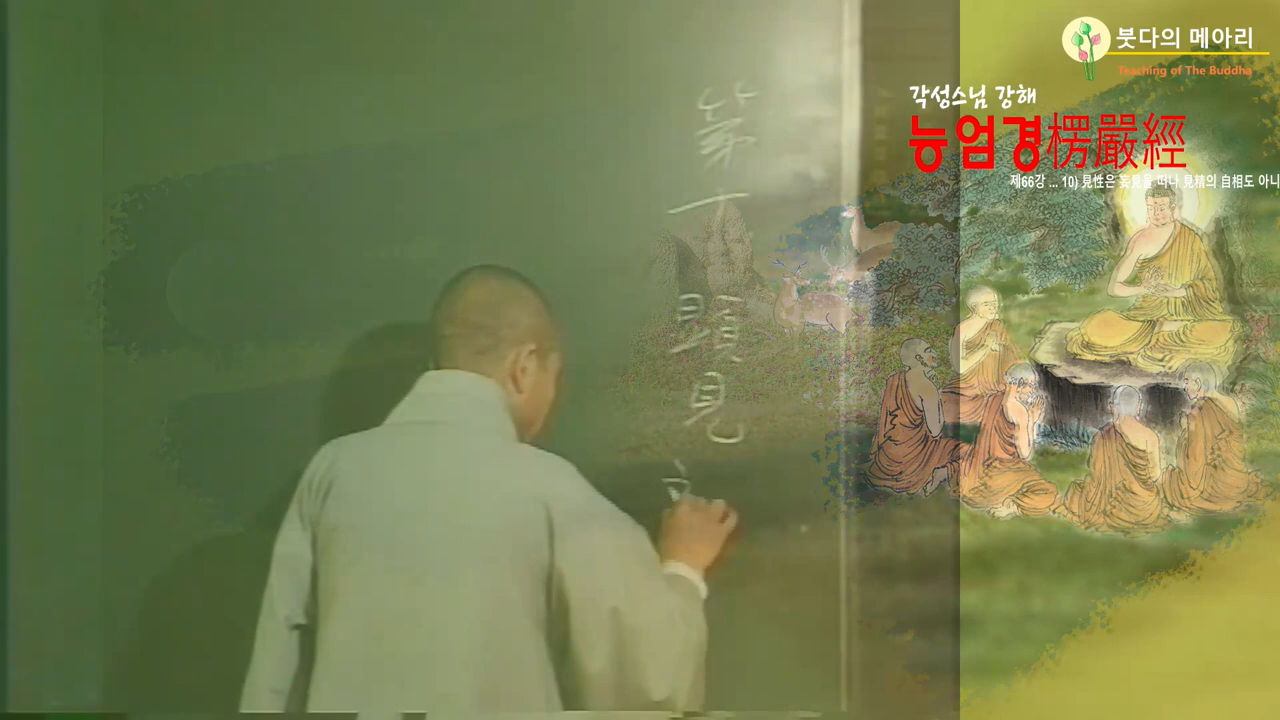 붓다의 메아리
Teaching of The Buddha
각성스님 강해
능엄경楞嚴經
제66강 ... 10) 見性은 妄見을 떠나 見精의 自相도 아니
第十顯見